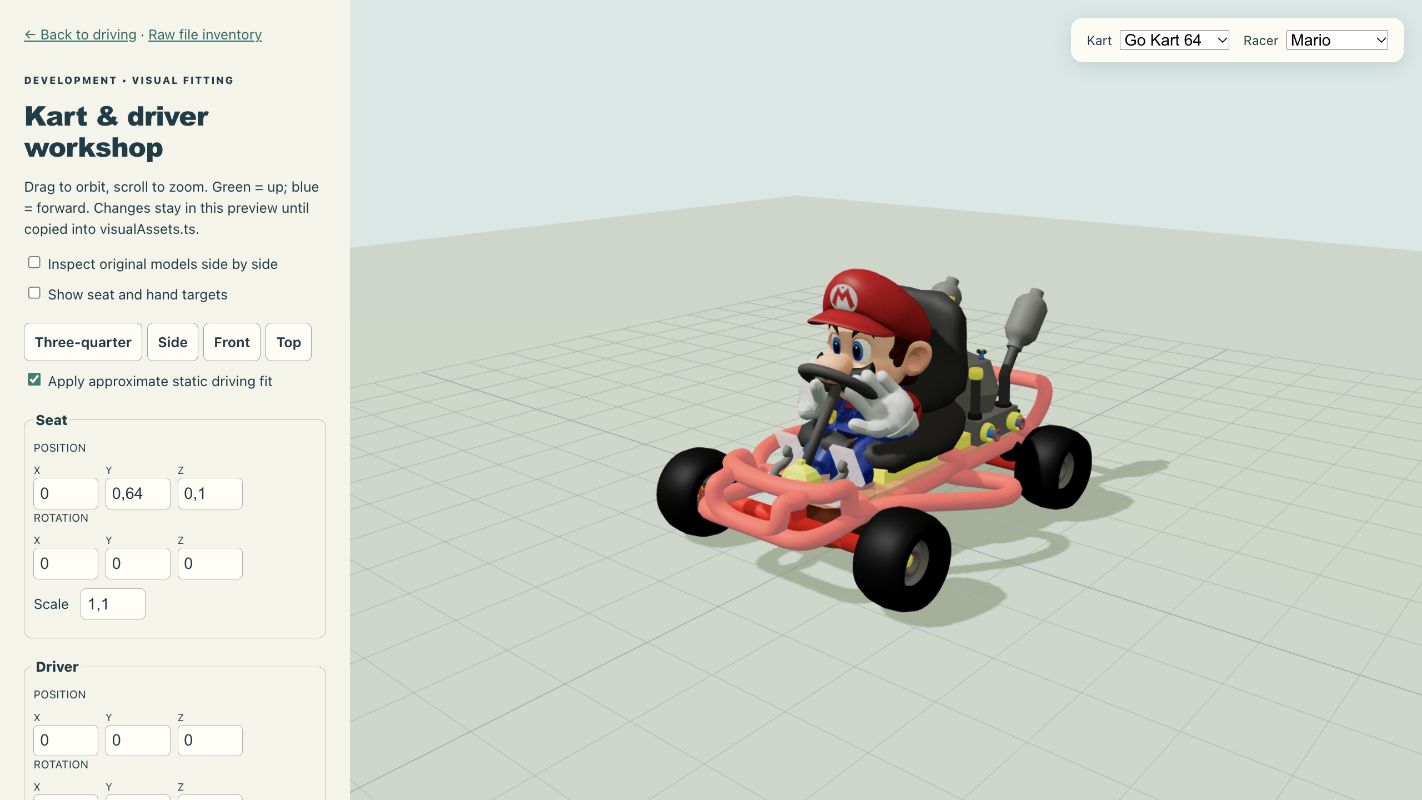 ← Back to driving · Raw file inventory
DEVELOPMENT • VISUAL FITTING
Kart & driver
workshop
Drag to orbit, scroll to zoom. Green = up; blue
= forward. Changes stay in this preview until
copied into visualAssets.ts.
Inspect original models side by side
Show seat and hand targets
Three-quarter Side Front Top
Apply approximate static driving fit
Seat
POSITION
X Y Z
0 0,64 0,1
ROTATION
X Y Z
0 0 0
Scale 1,1
Driver
POSITION
X Y Z
0 0 0
ROTATION
X Y Z
Kart Go Kart 64 Racer Mario
M